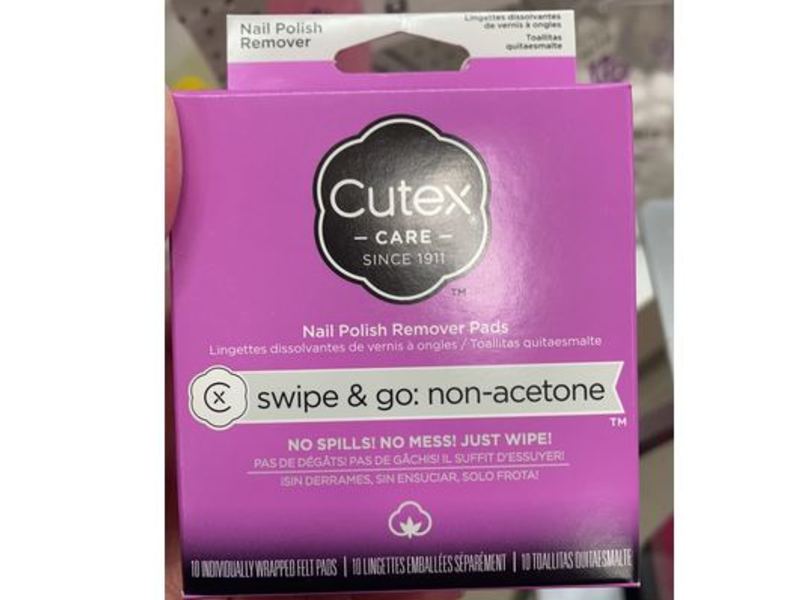 Nail Polish
Remover
Lingettes dissolvantes
de vernis à ongles
Toallitas
quitaesmalte
Cutex
– CARE –
SINCE 1911
TM
Nail Polish Remover Pads
Lingettes dissolvantes de vernis à ongles / Toallitas quitaesmalte
CX swipe & go: non-acetone
TM
NO SPILLS! NO MESS! JUST WIPE!
PAS DE DÉGÂTS! PAS DE GÂCHIS! IL SUFFIT D'ESSUYER!
¡SIN DERRAMES, SIN ENSUCIAR, SOLO FROTA!
10 INDIVIDUALLY WRAPPED FELT PADS | 10 LINGETTES EMBALLÉES SÉPARÉMENT | 10 TOALLITAS QUITAESMALTE